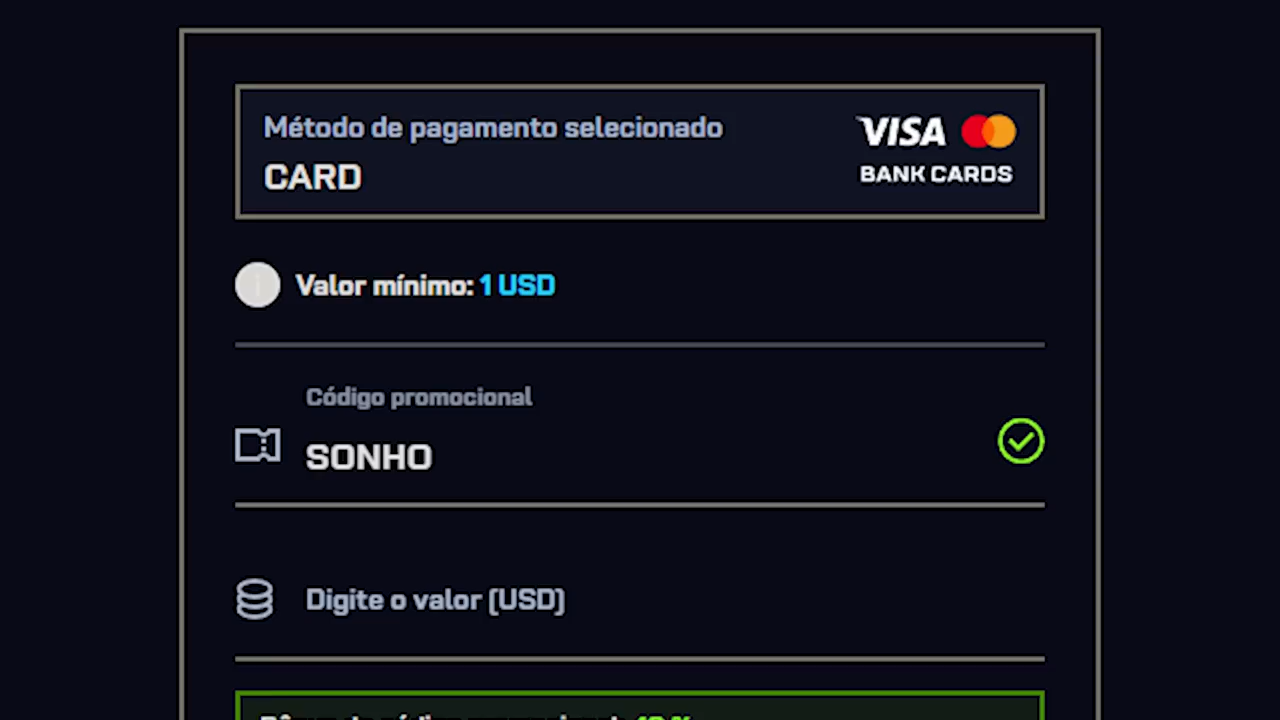 Método de pagamento selecionado
CARD
VISA
BANK CARDS
Valor mínimo: 1 USD
Código promocional
SONHO
Digite o valor (USD)